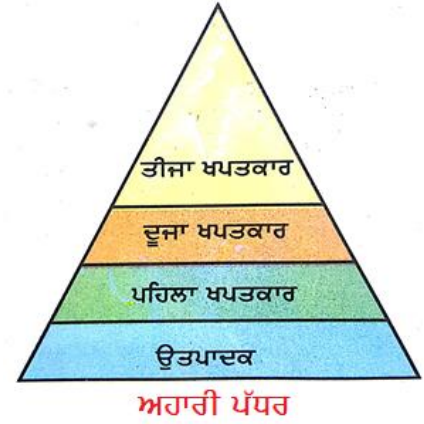 ਤੀਜਾ ਖਪਤਕਾਰ
ਦੂਜਾ ਖਪਤਕਾਰ
ਪਹਿਲਾ ਖਪਤਕਾਰ
ਉਤਪਾਦਕ
ਅਹਾਰੀ ਪੱਧਰ